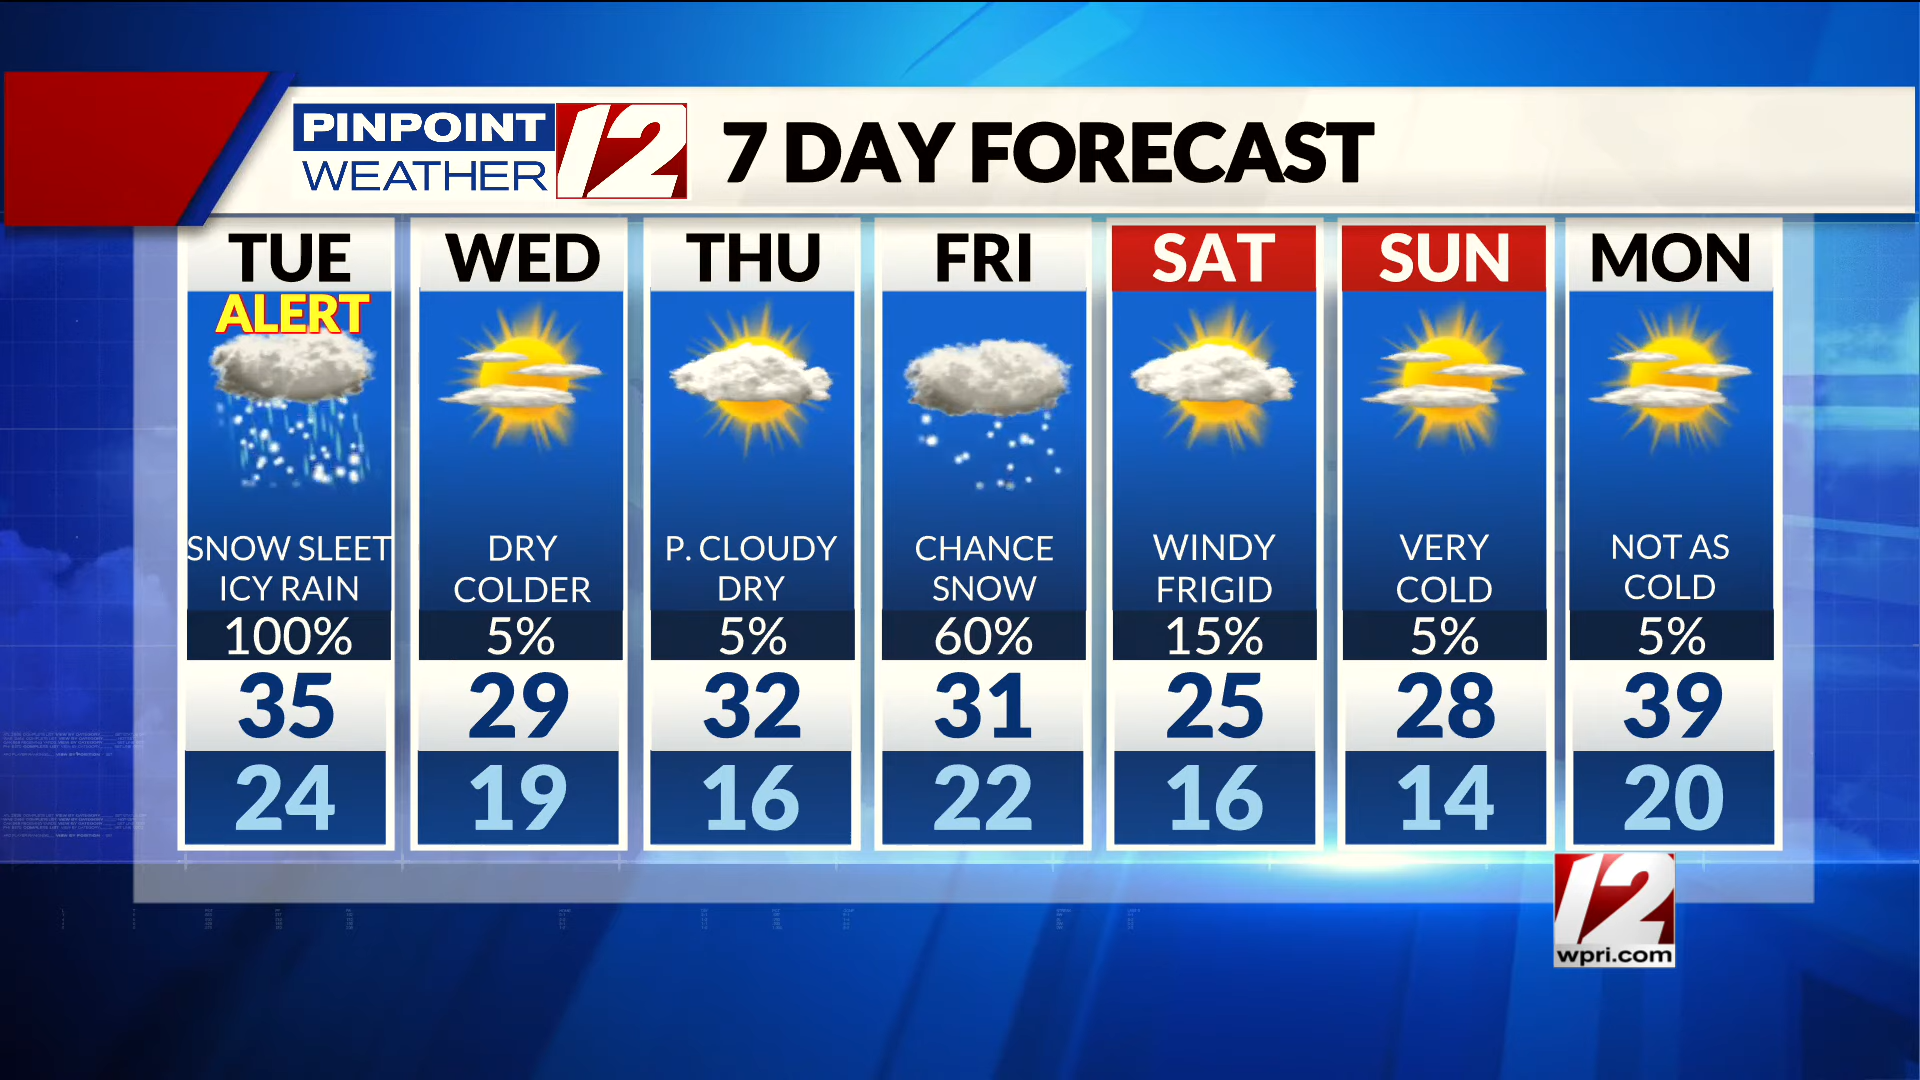 PINPOINT
WEATHER
12
7 DAY FORECAST
TUE WED THU FRI SAT SUN MON
ALERT
SNOW SLEET DRY P. CLOUDY CHANCE WINDY VERY NOT AS
ICY RAIN COLDER DRY SNOW FRIGID COLD COLD
100% 5% 5% 60% 15% 5% 5%
35 29 32 31 25 28 39
24 19 16 22 16 14 20
12
wpri.com